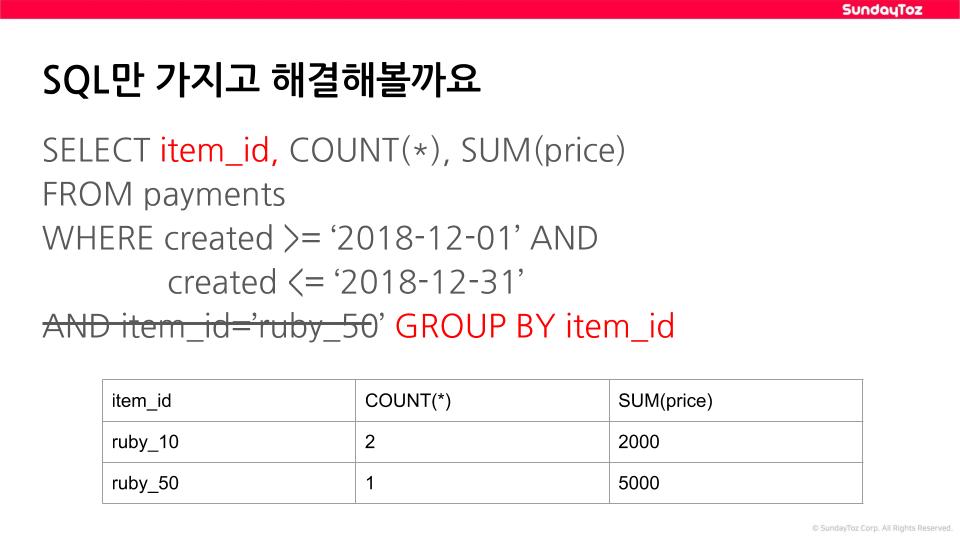 SundayToz
SQL만 가지고 해결해볼까요
SELECT item_id, COUNT(*), SUM(price)
FROM payments
WHERE created >= ‘2018-12-01’ AND
created <= ‘2018-12-31’
AND item_id=’ruby_50’ GROUP BY item_id
item_id COUNT(*) SUM(price)
ruby_10 2 2000
ruby_50 1 5000
© SundayToz Corp. All Rights Reserved.